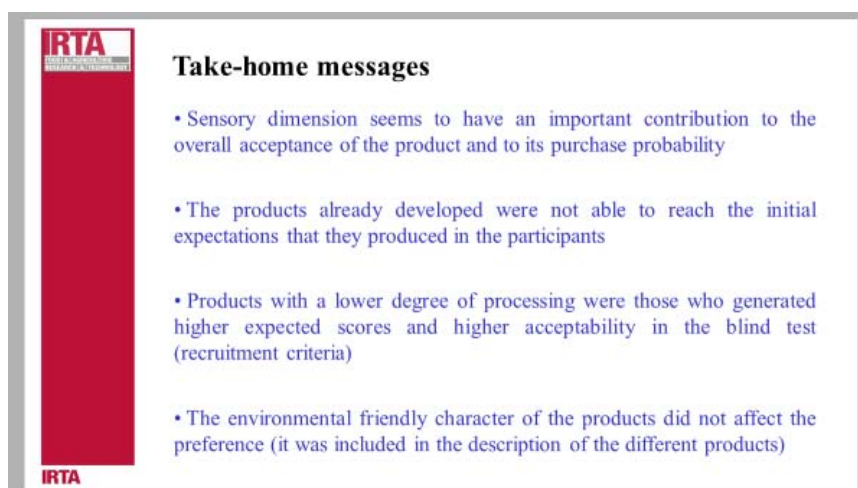 IRTA
FOOD & AGRICULTURE
RESEARCH & TECHNOLOGY
Take-home messages
• Sensory dimension seems to have an important contribution to the
overall acceptance of the product and to its purchase probability
• The products already developed were not able to reach the initial
expectations that they produced in the participants
• Products with a lower degree of processing were those who generated
higher expected scores and higher acceptability in the blind test
(recruitment criteria)
• The environmental friendly character of the products did not affect the
preference (it was included in the description of the different products)
IRTA